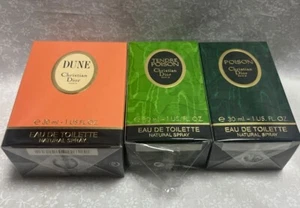 DUNE
Christian
Dior
EAU DE TOILETTE
NATURAL SPRAY
TENDRE
POISON
Christian
Dior
EAU DE TOILETTE
NATURAL SPRAY
POISON
Christian
Dior
e 30 ml - 1 US. FL.OZ
EAU DE TOILETTE
NATURAL SPRAY